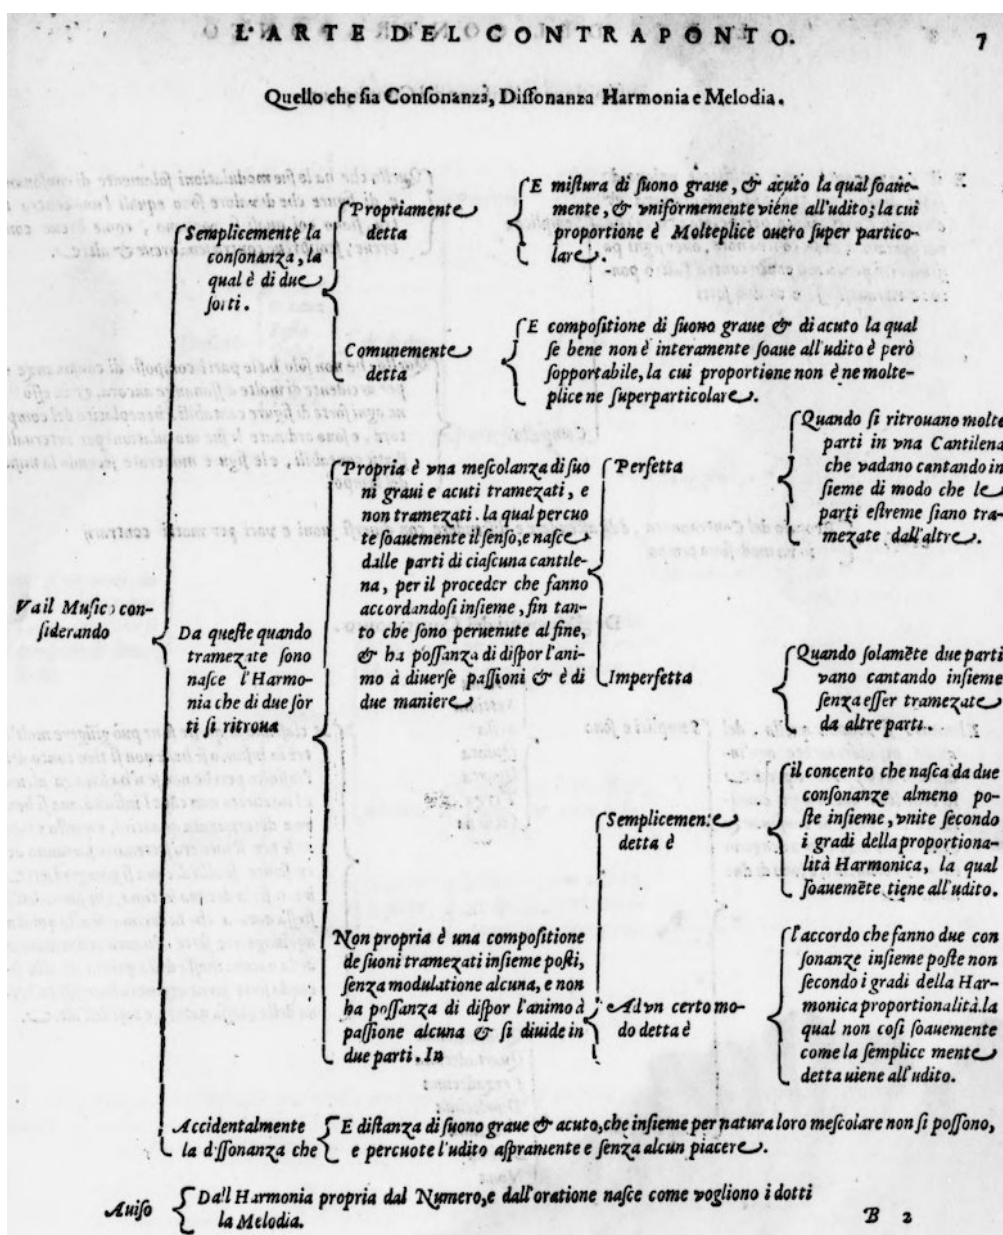 L'ARTE DEL CONTRAPONTO. 7
Quello che ſia Conſonanza, Diſſonanza Harmonia e Melodia.
Va il Muſico con-
ſiderando
Semplicemente la
conſonanza, la
qual è di due
ſorti.
Propriamente
detta
E miſtura di ſuono graue, & acuto la qual ſoaue-
mente, & vniformemente viene all'udito; la cui
proportione è Molteplice ouero ſuper partico-
lare.
Comunemente
detta
E compoſitione di ſuono graue & di acuto la qual
ſe bene non è interamente ſoaue all'udito è però
ſopportabile, la cui proportione non è ne molte-
plice ne ſuperparticolare.
Da queſte quando
tramezate ſono
naſce l'Harmo-
nia che di due ſor
ti ſi ritroua
Propria è vna meſcolanza di ſuo
ni graui e acuti tramezati, e
non tramezati. la qual percuo
te ſoauemente il ſenſo, e naſce
dalle parti di ciaſcuna cantile-
na, per il proceder che fanno
accordandoſi inſieme, fin tan-
to che ſono peruenute al fine,
& ha poſſanza di diſpor l'ani-
mo à diuerſe paſſioni & è di
due maniere
Perfetta
Quando ſi ritrouano molte
parti in vna Cantilena
che vadano cantando in
ſieme di modo che le
parti eſtreme ſiano tra-
mezate dall'altre.
Imperfetta
Quando ſolamẽte due parti
vano cantando inſieme
ſenza eſſer tramezate
da altre parti.
Non propria è una compoſitione
de ſuoni tramezati inſieme poſti,
ſenza modulatione alcuna, e non
ha poſſanza di diſpor l'animo à
paſſione alcuna & ſi diuide in
due parti. In
Semplicemente
detta è
il concento che naſca da due
conſonanze almeno po-
ſte inſieme, vnite ſecondo
i gradi della proportiona-
lità Harmonica, la qual
ſoauemẽte tiene all'udito.
Ad vn certo mo-
do detta è
l'accordo che fanno due con
ſonanze inſieme poſte non
ſecondo i gradi della Har-
monica proportionalità. la
qual non coſi ſoauemente
come la ſemplice mente
detta uiene all'udito.
Accidentalmente
la diſſonanza che
E diſtanza di ſuono graue & acuto, che inſieme per natura loro meſcolare non ſi poſſono,
e percuote l'udito aſpramente e ſenza alcun piacere.
Auiſo
Dall Harmonia propria dal Numero, e dall'oratione naſce come vogliono i dotti
la Melodia.
B 2